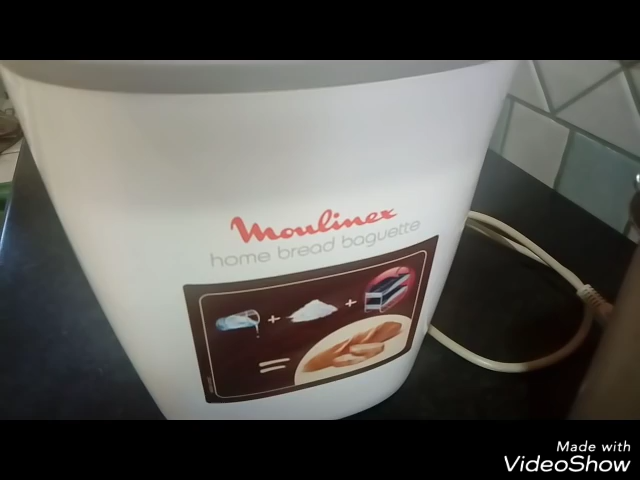 Moulinex
home bread baguette
+ +
=
Made with
VideoShow